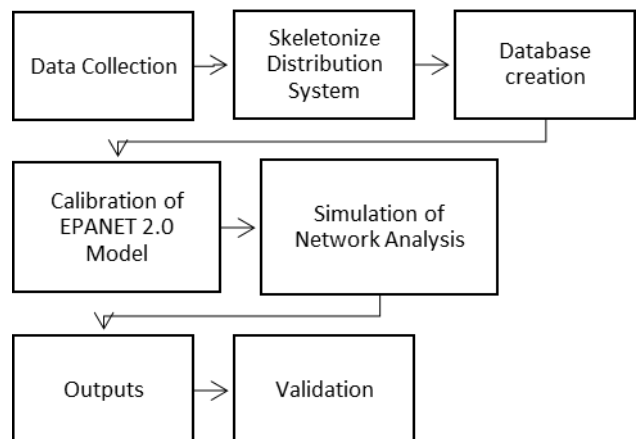 Data Collection
Skeletonize
Distribution
System
Database
creation
Calibration of
EPANET 2.0
Model
Simulation of
Network Analysis
Outputs
Validation